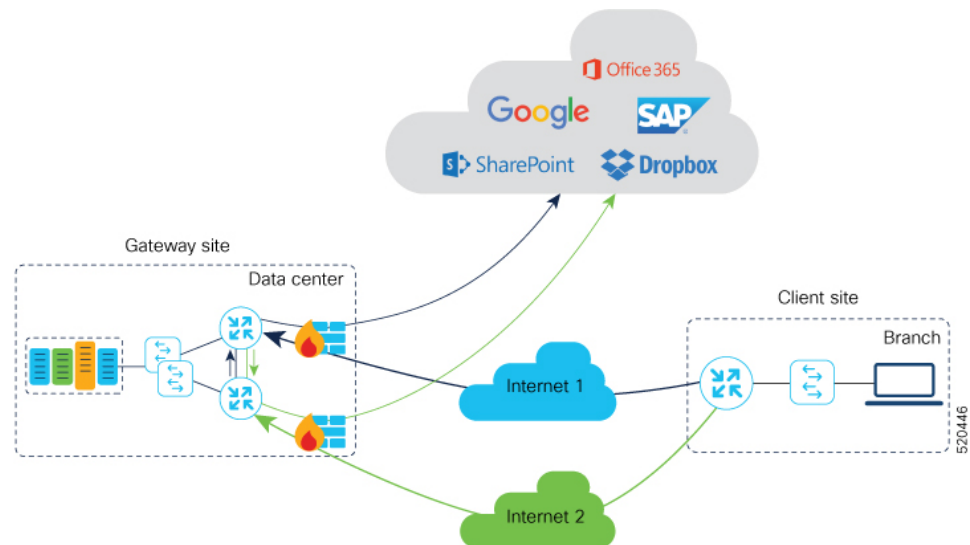 Office 365
Google
SAP
SharePoint
Dropbox
Gateway site
Data center
Client site
Branch
Internet 1
Internet 2
520446